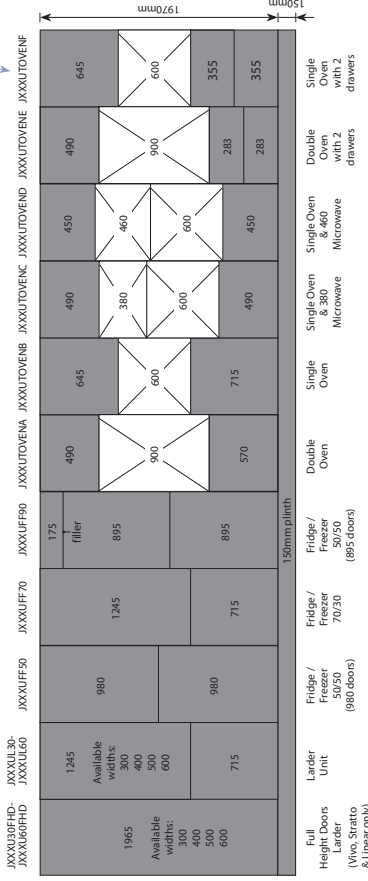 JXXXU30FHD-
JXXXU60FHD
1965
Available
widths:
300
400
500
600
Full
Height Doors
Larder
(Vivo, Stratto
& Linear only)
JXXXUL30-
JXXXUL60
1245
Available
widths:
300
400
500
600
715
Larder
Unit
JXXXUFF50
980
980
Fridge /
Freezer
50/50
(980 doors)
JXXXUFF70
1245
715
Fridge /
Freezer
70/30
JXXXUFF90
175
filler
895
895
Fridge /
Freezer
50/50
(895 doors)
JXXXUTOVENA
490
900
570
Double
Oven
JXXXUTOVENB
645
600
715
Single
Oven
JXXXUTOVENC
490
380
600
490
Single Oven
& 380
Microwave
JXXXUTOVEND
450
460
600
450
Single Oven
& 460
Microwave
JXXXUTOVENE
490
900
283
283
Double
Oven
with 2
drawers
JXXXUTOVENF
645
600
355
355
Single
Oven
with 2
drawers
150mm plinth
1970mm
150mm